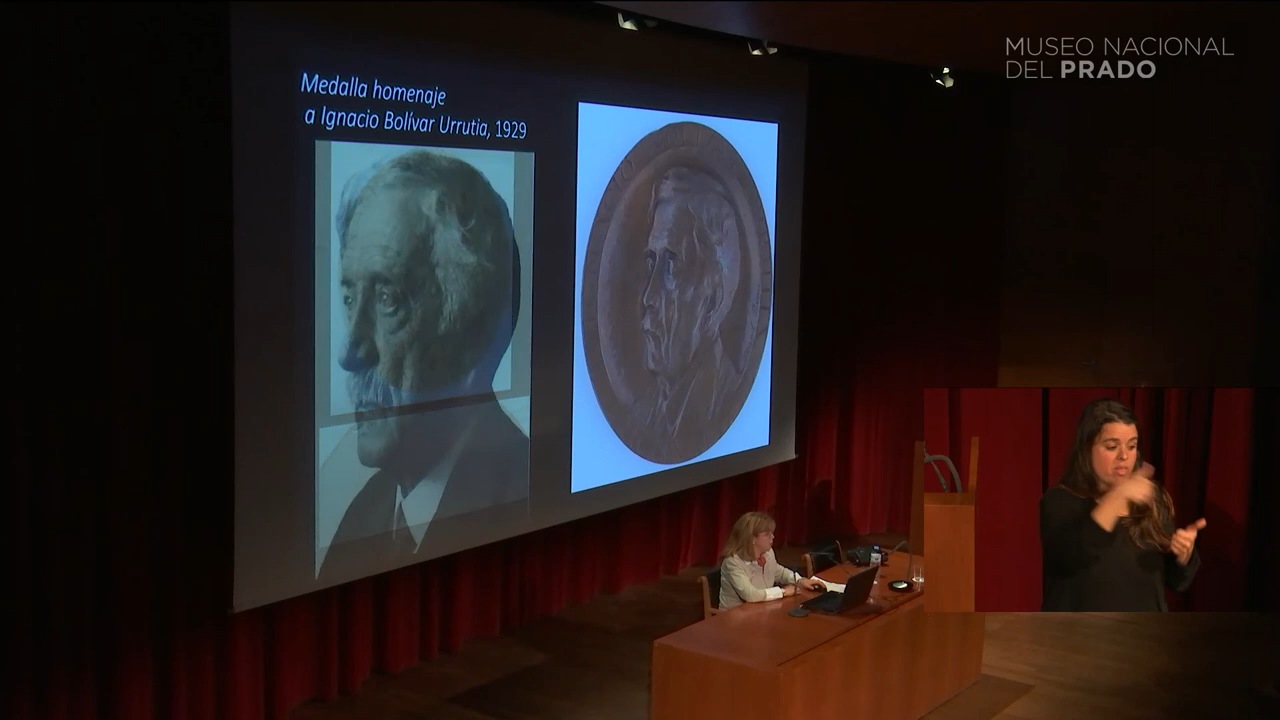 MUSEO NACIONAL
DEL PRADO
Medalla homenaje
a Ignacio Bolívar Urrutia, 1929